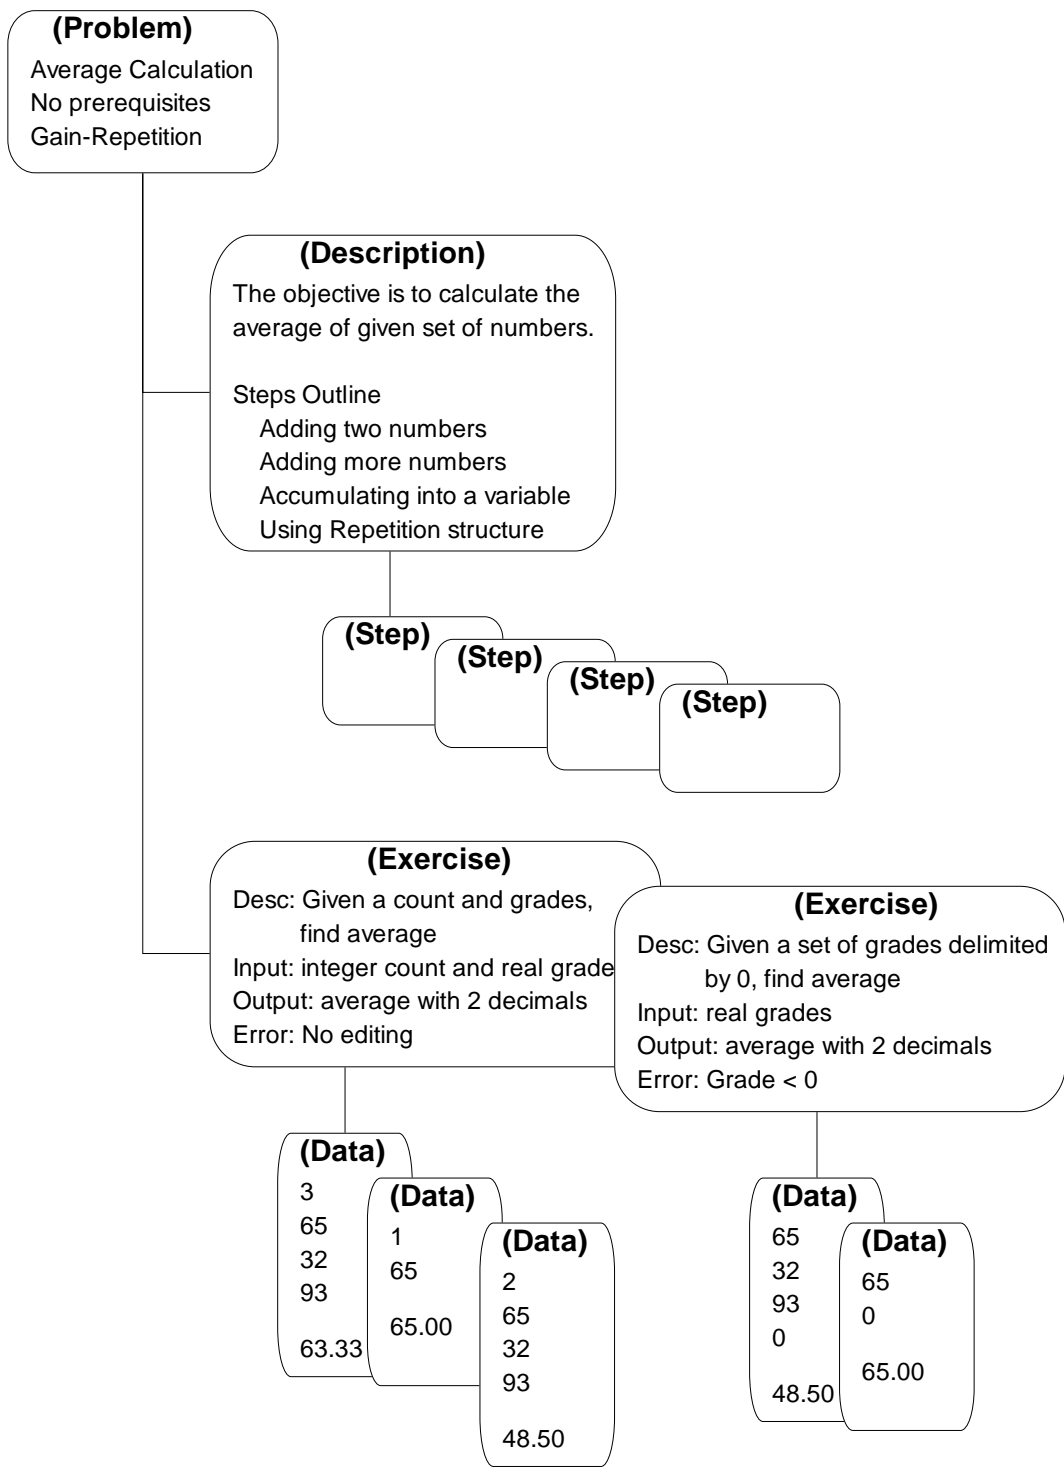 (Problem)
Average Calculation
No prerequisites
Gain-Repetition
(Description)
The objective is to calculate the
average of given set of numbers.
Steps Outline
Adding two numbers
Adding more numbers
Accumulating into a variable
Using Repetition structure
(Step)
(Step)
(Step)
(Step)
(Exercise)
Desc: Given a count and grades,
find average
Input: integer count and real grade
Output: average with 2 decimals
Error: No editing
(Exercise)
Desc: Given a set of grades delimited
by 0, find average
Input: real grades
Output: average with 2 decimals
Error: Grade < 0
(Data)
3
65
32
93
63.33
(Data)
1
65
65.00
(Data)
2
65
32
93
48.50
(Data)
65
32
93
0
48.50
(Data)
65
0
65.00